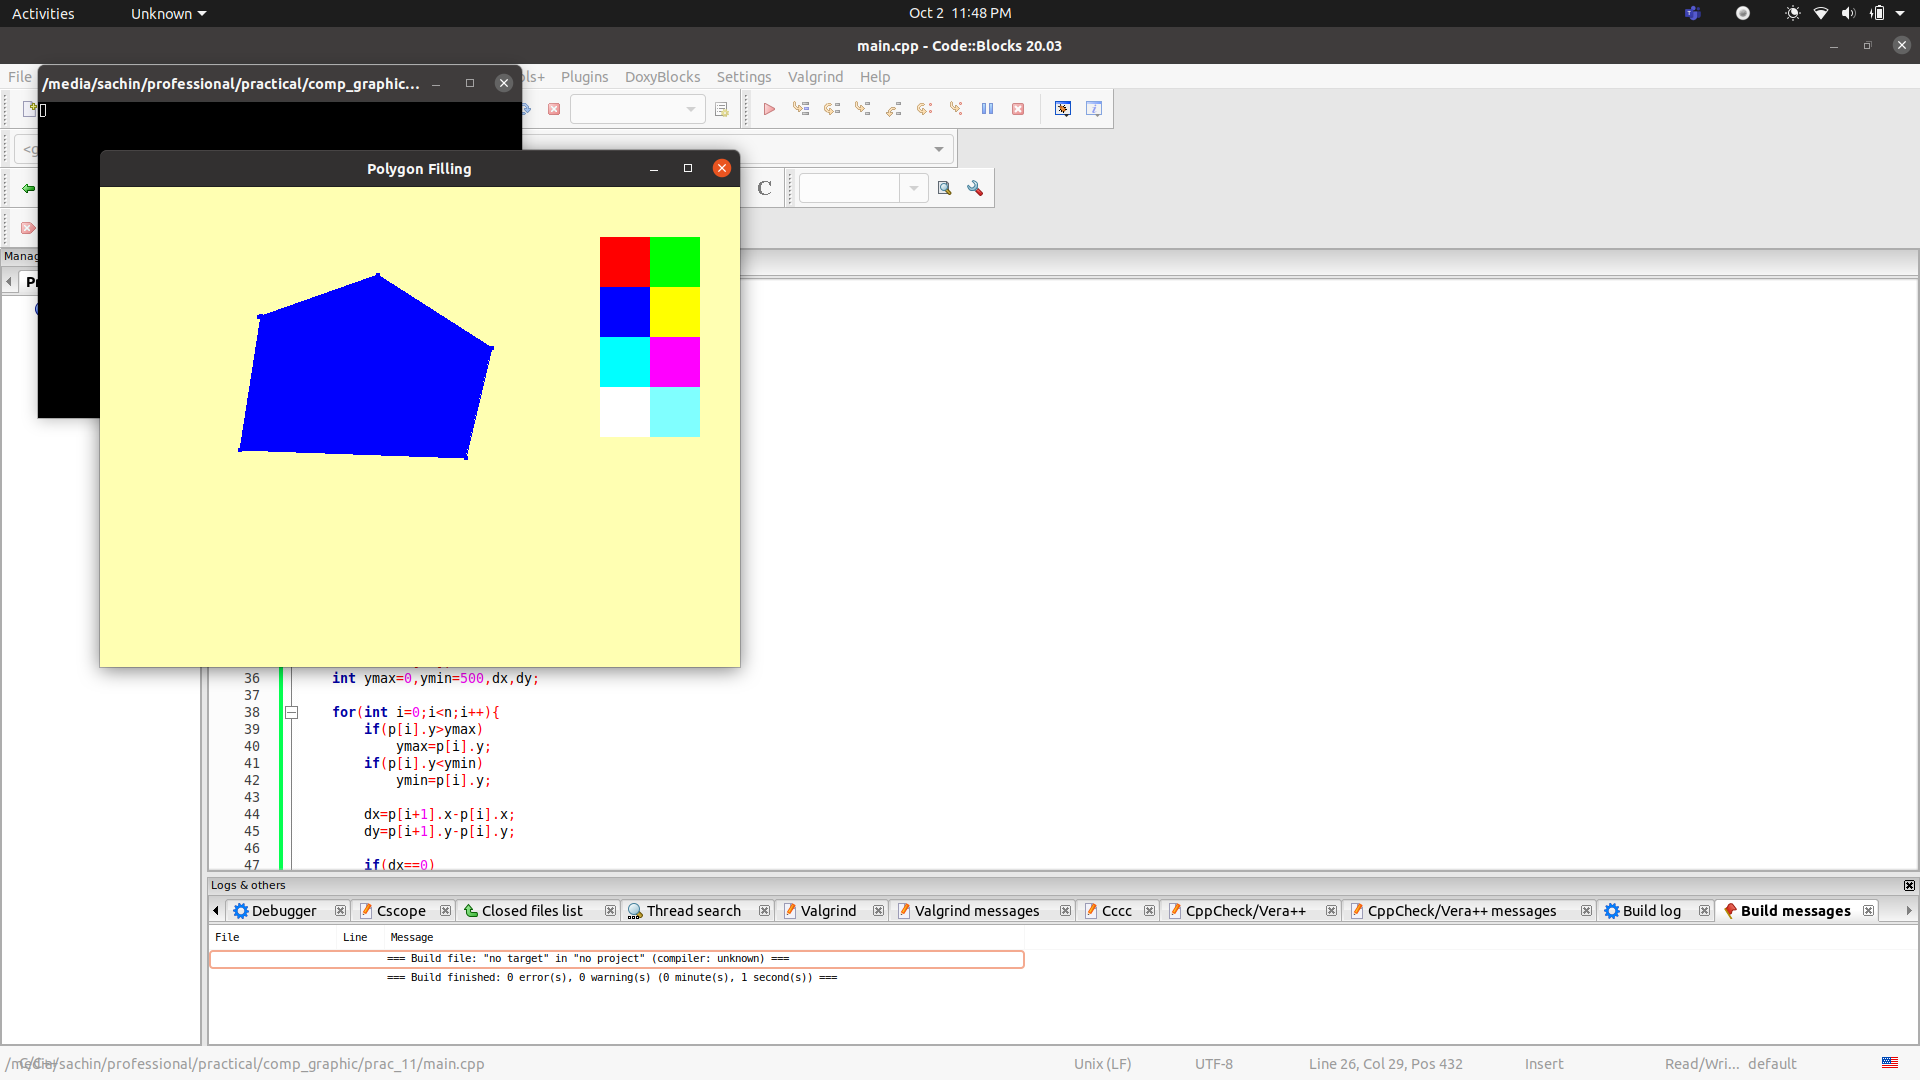 Activities
Unknown
Oct 2 11:48 PM
main.cpp - Code::Blocks 20.03
File
ls+
Plugins
DoxyBlocks
Settings
Valgrind
Help
/media/sachin/professional/practical/comp_graphic...
<g
Polygon Filling
C
Manag
Pr
36 int ymax=0,ymin=500,dx,dy;
37
38 for(int i=0;i<n;i++){
39 if(p[i].y>ymax)
40 ymax=p[i].y;
41 if(p[i].y<ymin)
42 ymin=p[i].y;
43
44 dx=p[i+1].x-p[i].x;
45 dy=p[i+1].y-p[i].y;
46
47 if(dx==0)
Logs & others
Debugger
Cscope
Closed files list
Thread search
Valgrind
Valgrind messages
Cccc
CppCheck/Vera++
CppCheck/Vera++ messages
Build log
Build messages
File Line Message
=== Build file: "no target" in "no project" (compiler: unknown) ===
=== Build finished: 0 error(s), 0 warning(s) (0 minute(s), 1 second(s)) ===
/media/sachin/professional/practical/comp_graphic/prac_11/main.cpp
C/C++
Unix (LF)
UTF-8
Line 26, Col 29, Pos 432
Insert
Read/Wri...
default